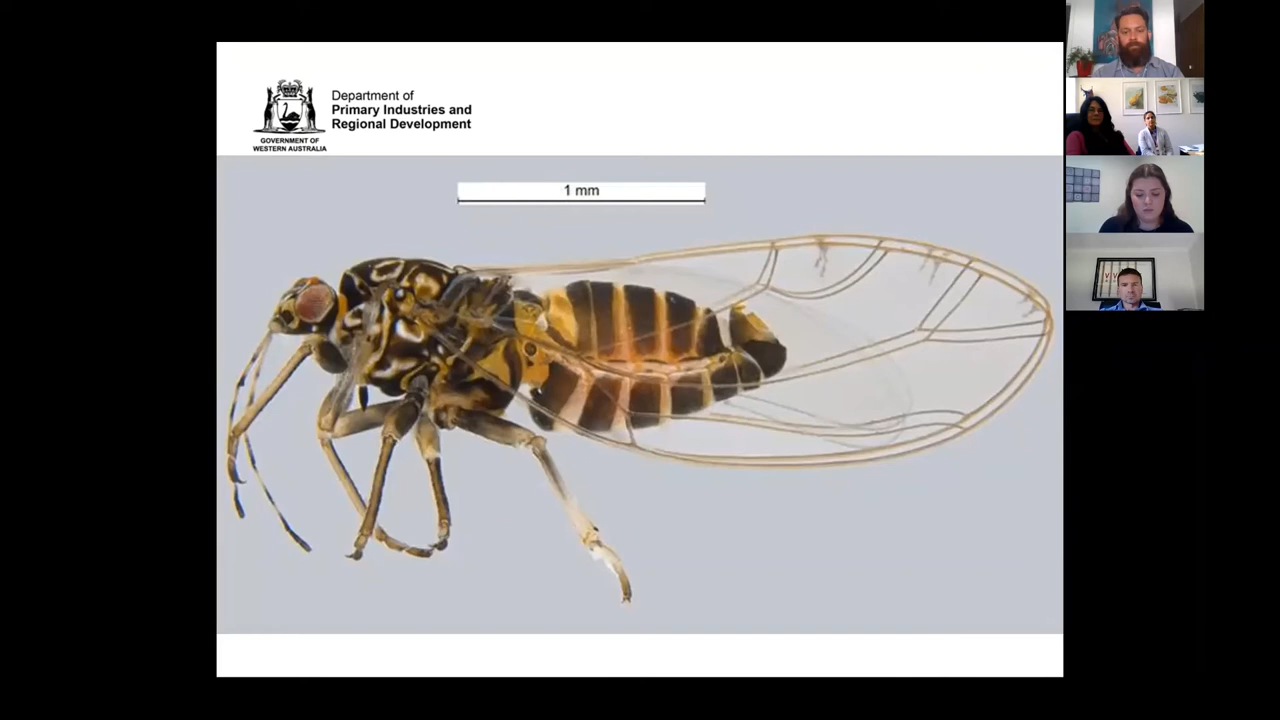 Department of
Primary Industries and
Regional Development
GOVERNMENT OF
WESTERN AUSTRALIA
1 mm